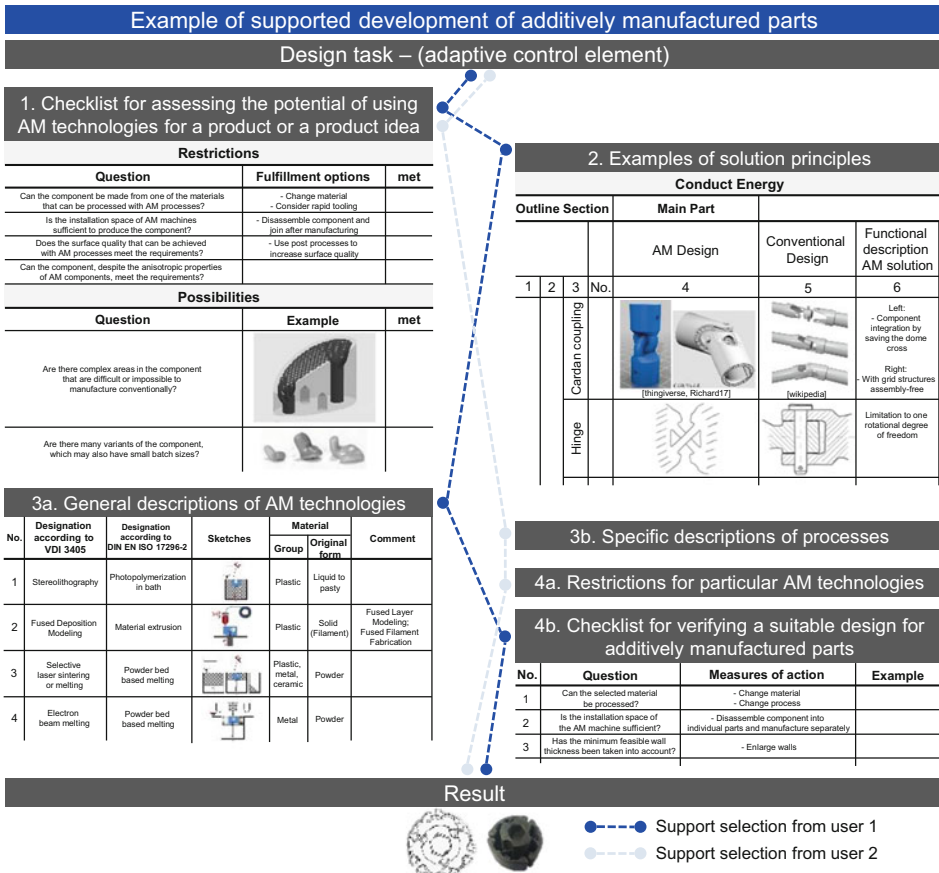 Example of supported development of additively manufactured parts
Design task – (adaptive control element)
1. Checklist for assessing the potential of using
AM technologies for a product or a product idea
Restrictions
Question Fulfillment options met
Can the component be made from one of the materials
that can be processed with AM processes?
- Change material
- Consider rapid tooling
Is the installation space of AM machines
sufficient to produce the component?
- Disassemble component and
join after manufacturing
Does the surface quality that can be achieved
with AM processes meet the requirements?
- Use post processes to
increase surface quality
Can the component, despite the anisotropic properties
of AM components, meet the requirements?
Possibilities
Question Example met
Are there complex areas in the component
that are difficult or impossible to
manufacture conventionally?
Are there many variants of the component,
which may also have small batch sizes?
2. Examples of solution principles
Conduct Energy
Outline Section Main Part
AM Design
Conventional
Design
Functional
description
AM solution
1 2 3 No. 4 5 6
Cardan coupling
[thingiverse, Richard17]
[wikipedia]
Left:
- Component
integration by
saving the dome
cross
Right:
- With grid structures
assembly-free
Hinge
Limitation to one
rotational degree
of freedom
3a. General descriptions of AM technologies
No.
Designation
according to
VDI 3405
Designation
according to
DIN EN ISO 17296-2
Sketches
Material
Group
Original
form
Comment
1
Stereolithography
Photopolymerization
in bath
Plastic
Liquid to
pasty
2
Fused Deposition
Modeling
Material extrusion
Plastic
Solid
(Filament)
Fused Layer
Modeling;
Fused Filament
Fabrication
3
Selective
laser sintering
or melting
Powder bed
based melting
Plastic,
metal,
ceramic
Powder
4
Electron
beam melting
Powder bed
based melting
Metal
Powder
3b. Specific descriptions of processes
4a. Restrictions for particular AM technologies
4b. Checklist for verifying a suitable design for
additively manufactured parts
No. Question Measures of action Example
1
Can the selected material
be processed?
- Change material
- Change process
2
Is the installation space of
the AM machine sufficient?
- Disassemble component into
individual parts and manufacture separately
3
Has the minimum feasible wall
thickness been taken into account?
- Enlarge walls
Result
Support selection from user 1
Support selection from user 2